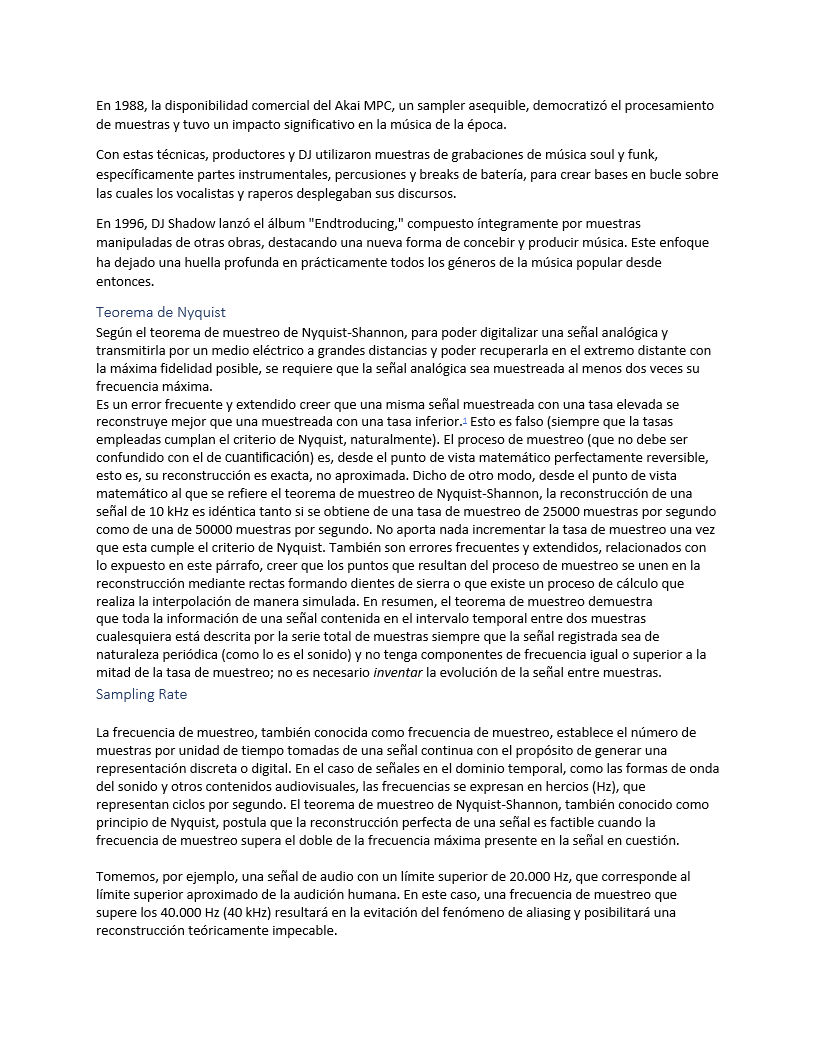 En 1988, la disponibilidad comercial del Akai MPC, un sampler asequible, democratizó el procesamiento
de muestras y tuvo un impacto significativo en la música de la época.
Con estas técnicas, productores y DJ utilizaron muestras de grabaciones de música soul y funk,
específicamente partes instrumentales, percusiones y breaks de batería, para crear bases en bucle sobre
las cuales los vocalistas y raperos desplegaban sus discursos.
En 1996, DJ Shadow lanzó el álbum "Endtroducing," compuesto íntegramente por muestras
manipuladas de otras obras, destacando una nueva forma de concebir y producir música. Este enfoque
ha dejado una huella profunda en prácticamente todos los géneros de la música popular desde
entonces.
Teorema de Nyquist
Según el teorema de muestreo de Nyquist-Shannon, para poder digitalizar una señal analógica y
transmitirla por un medio eléctrico a grandes distancias y poder recuperarla en el extremo distante con
la máxima fidelidad posible, se requiere que la señal analógica sea muestreada al menos dos veces su
frecuencia máxima.
Es un error frecuente y extendido creer que una misma señal muestreada con una tasa elevada se
reconstruye mejor que una muestreada con una tasa inferior.1 Esto es falso (siempre que la tasas
empleadas cumplan el criterio de Nyquist, naturalmente). El proceso de muestreo (que no debe ser
confundido con el de cuantificación) es, desde el punto de vista matemático perfectamente reversible,
esto es, su reconstrucción es exacta, no aproximada. Dicho de otro modo, desde el punto de vista
matemático al que se refiere el teorema de muestreo de Nyquist-Shannon, la reconstrucción de una
señal de 10 kHz es idéntica tanto si se obtiene de una tasa de muestreo de 25000 muestras por segundo
como de una de 50000 muestras por segundo. No aporta nada incrementar la tasa de muestreo una vez
que esta cumple el criterio de Nyquist. También son errores frecuentes y extendidos, relacionados con
lo expuesto en este párrafo, creer que los puntos que resultan del proceso de muestreo se unen en la
reconstrucción mediante rectas formando dientes de sierra o que existe un proceso de cálculo que
realiza la interpolación de manera simulada. En resumen, el teorema de muestreo demuestra
que toda la información de una señal contenida en el intervalo temporal entre dos muestras
cualesquiera está descrita por la serie total de muestras siempre que la señal registrada sea de
naturaleza periódica (como lo es el sonido) y no tenga componentes de frecuencia igual o superior a la
mitad de la tasa de muestreo; no es necesario inventar la evolución de la señal entre muestras.
Sampling Rate
La frecuencia de muestreo, también conocida como frecuencia de muestreo, establece el número de
muestras por unidad de tiempo tomadas de una señal continua con el propósito de generar una
representación discreta o digital. En el caso de señales en el dominio temporal, como las formas de onda
del sonido y otros contenidos audiovisuales, las frecuencias se expresan en hercios (Hz), que
representan ciclos por segundo. El teorema de muestreo de Nyquist-Shannon, también conocido como
principio de Nyquist, postula que la reconstrucción perfecta de una señal es factible cuando la
frecuencia de muestreo supera el doble de la frecuencia máxima presente en la señal en cuestión.
Tomemos, por ejemplo, una señal de audio con un límite superior de 20.000 Hz, que corresponde al
límite superior aproximado de la audición humana. En este caso, una frecuencia de muestreo que
supere los 40.000 Hz (40 kHz) resultará en la evitación del fenómeno de aliasing y posibilitará una
reconstrucción teóricamente impecable.